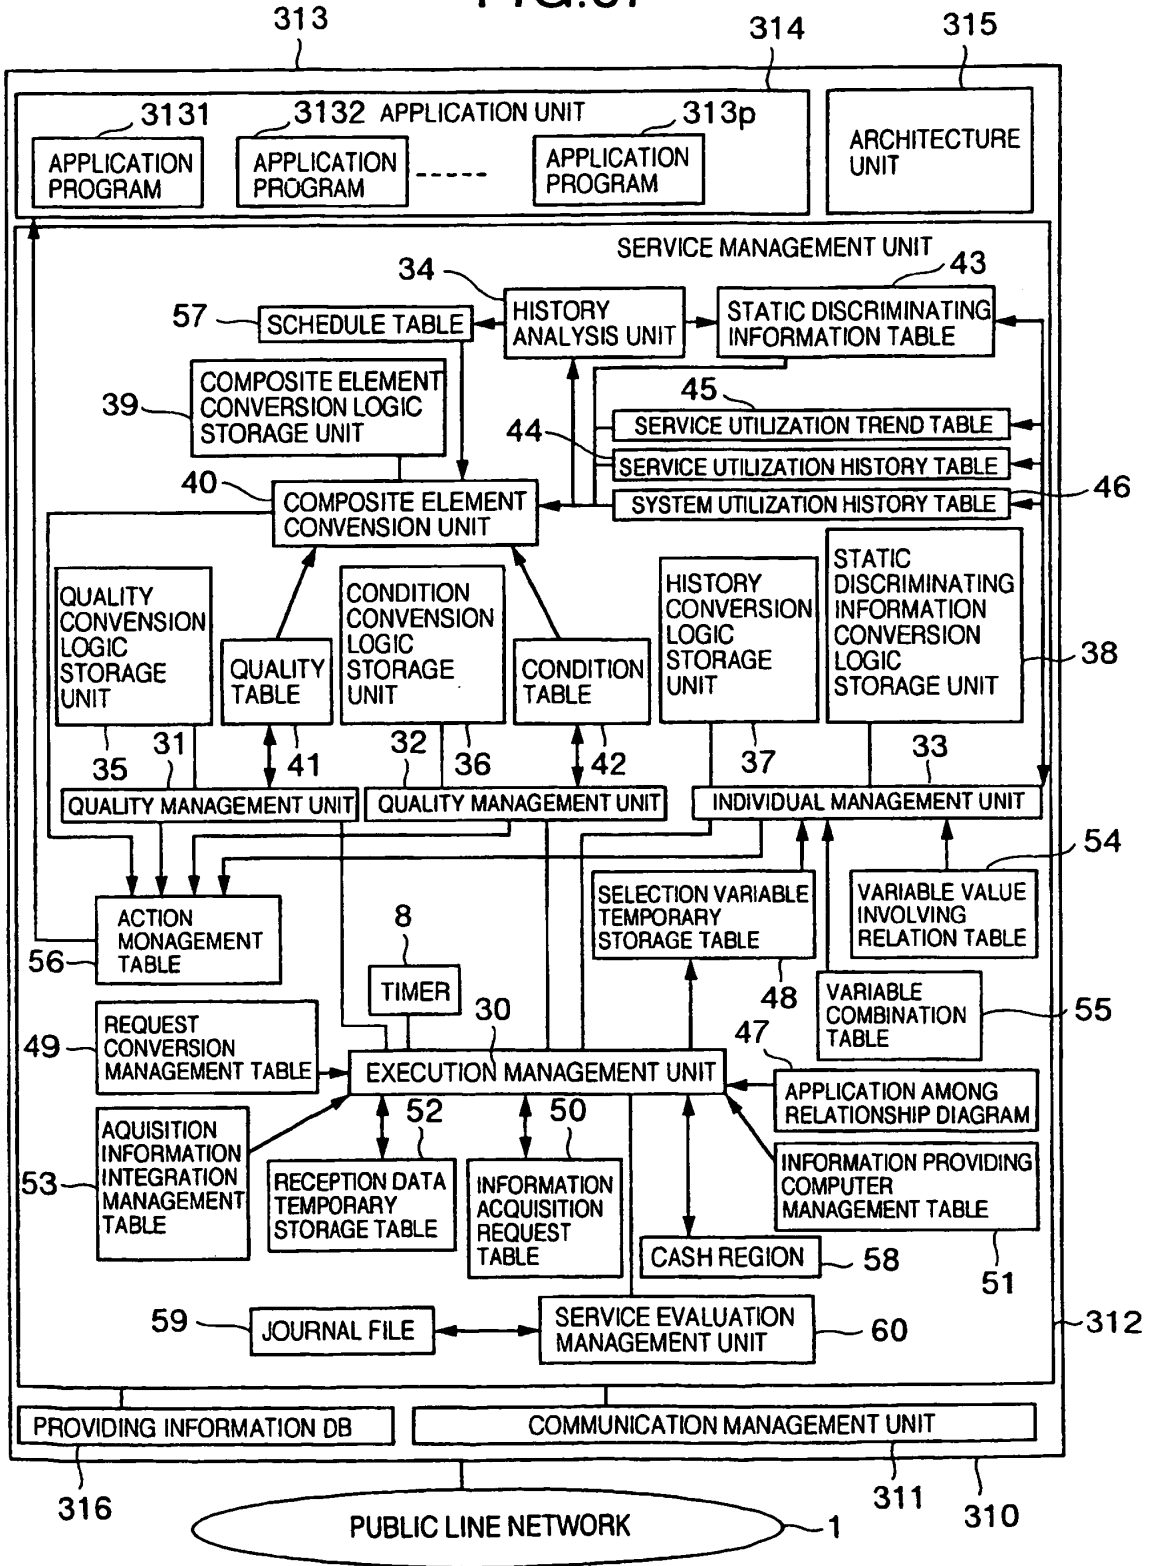 313
314
315
3131
3132
APPLICATION UNIT
313p
APPLICATION
PROGRAM
APPLICATION
PROGRAM
APPLICATION
PROGRAM
ARCHITECTURE
UNIT
SERVICE MANAGEMENT UNIT
34
43
57
SCHEDULE TABLE
HISTORY
ANALYSIS UNIT
STATIC DISCRIMINATING
INFORMATION TABLE
39
COMPOSITE ELEMENT
CONVERSION LOGIC
STORAGE UNIT
45
SERVICE UTILIZATION TREND TABLE
44
SERVICE UTILIZATION HISTORY TABLE
SYSTEM UTILIZATION HISTORY TABLE
46
40
COMPOSITE ELEMENT
CONVENSION UNIT
QUALITY
CONVENSION
LOGIC
STORAGE
UNIT
QUALITY
TABLE
CONDITION
CONVENSION
LOGIC
STORAGE
UNIT
CONDITION
TABLE
HISTORY
CONVERSION
LOGIC
STORAGE
UNIT
STATIC
DISCRIMINATING
INFORMATION
CONVERSION
LOGIC
STORAGE UNIT
38
35
31
41
32
36
42
37
33
QUALITY MANAGEMENT UNIT
QUALITY MANAGEMENT UNIT
INDIVIDUAL MANAGEMENT UNIT
54
ACTION
MONAGEMENT
TABLE
56
8
TIMER
SELECTION VARIABLE
TEMPORARY
STORAGE TABLE
48
VARIABLE VALUE
INVOLVING
RELATION TABLE
VARIABLE
COMBINATION
TABLE
55
49
REQUEST
CONVERSION
MANAGEMENT TABLE
30
EXECUTION MANAGEMENT UNIT
47
APPLICATION AMONG
RELATIONSHIP DIAGRAM
53
AQUISITION
INFORMATION
INTEGRATION
MANAGEMENT
TABLE
52
RECEPTION DATA
TEMPORARY
STORAGE TABLE
50
INFORMATION
ACQUISITION
REQUEST
TABLE
INFORMATION PROVIDING
COMPUTER
MANAGEMENT TABLE
51
CASH REGION
58
59
JOURNAL FILE
SERVICE EVALUATION
MANAGEMENT UNIT
60
312
PROVIDING INFORMATION DB
COMMUNICATION MANAGEMENT UNIT
316
311
310
PUBLIC LINE NETWORK
1